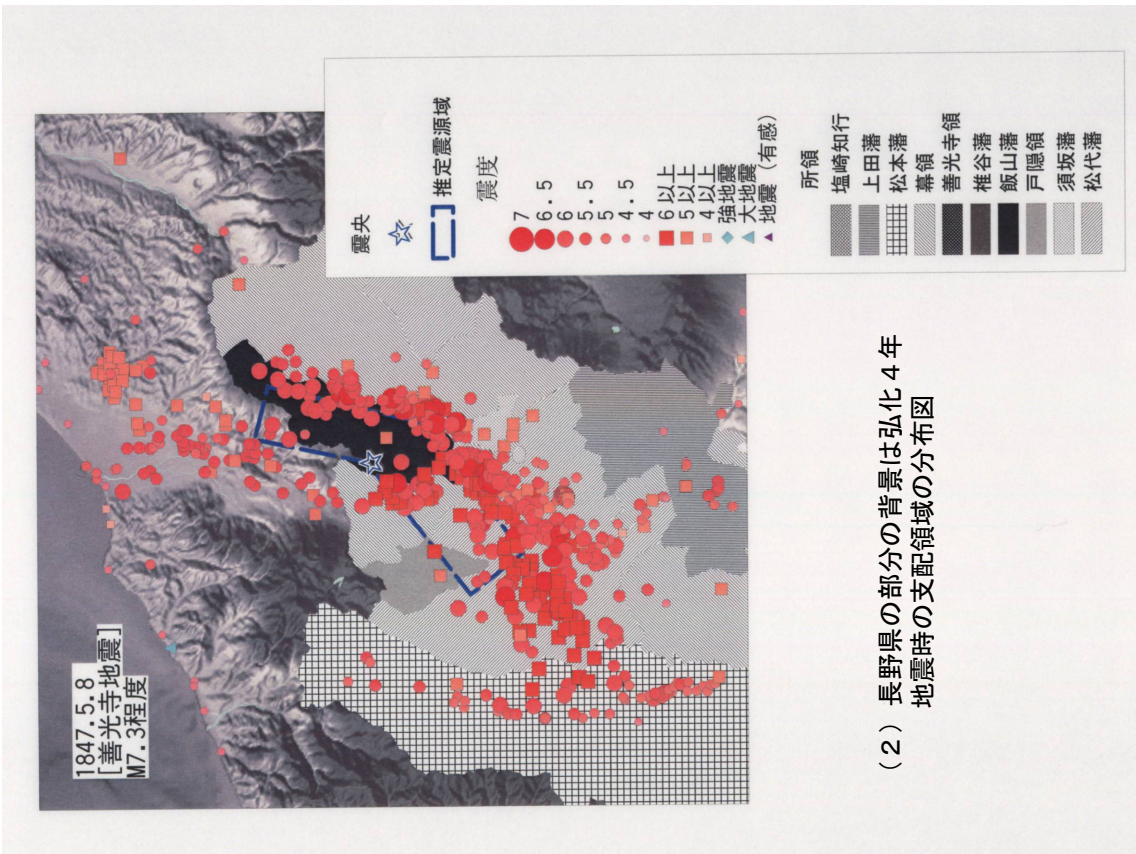 1847.5.8
[善光寺地震]
M7.3程度
震央
推定震源域
震度
7
6.5
6
5.5
5
4.5
4
6以上
5以上
4以上
強地震
大地震
地震(有感)
所領
塩崎知行
上田藩
松本藩
幕領
善光寺領
椎谷藩
飯山藩
戸隠領
須坂藩
松代藩
(2) 長野県の部分の背景は弘化4年
地震時の支配領域の分布図